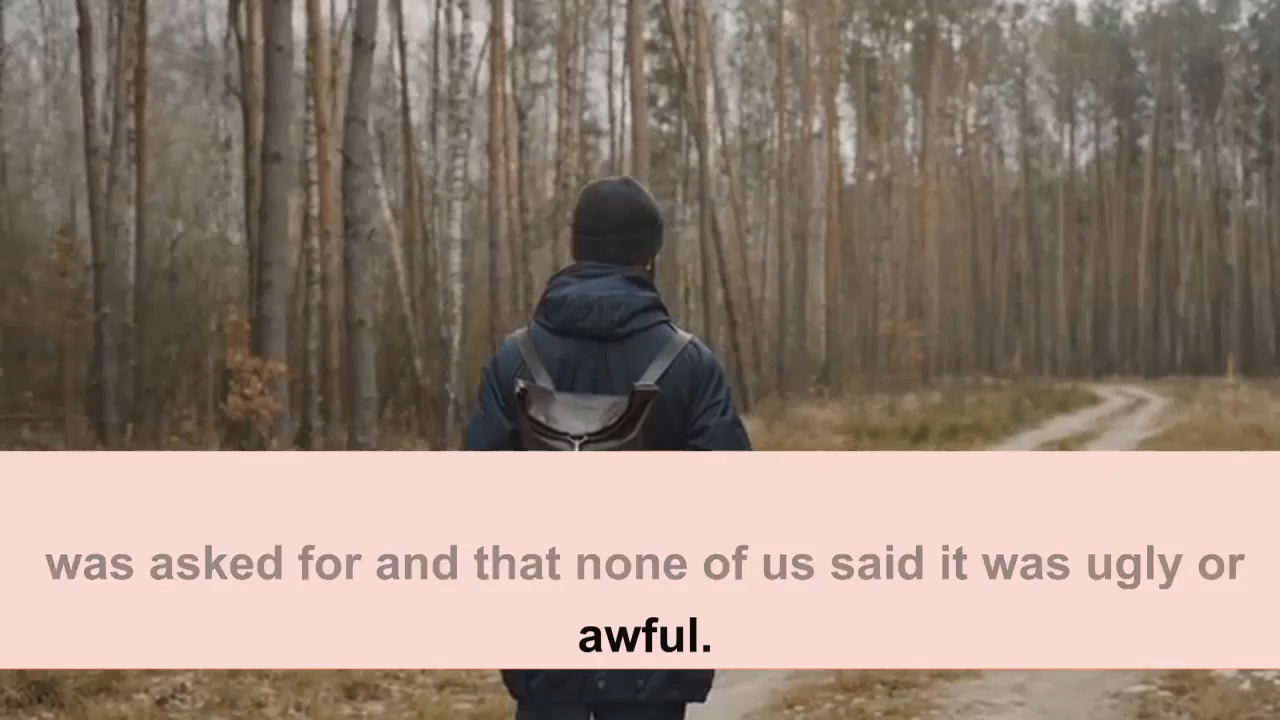 was asked for and that none of us said it was ugly or
awful.